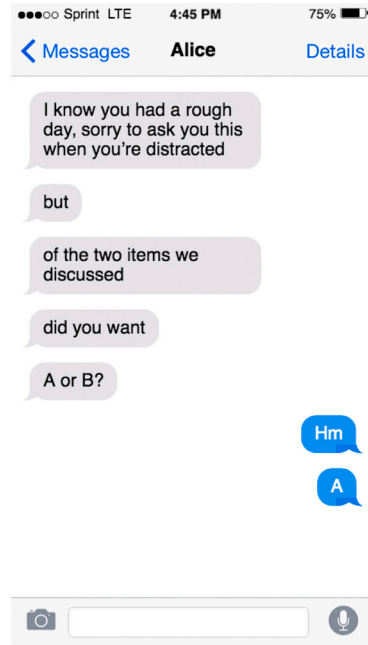 Sprint LTE 4:45 PM 75%
Messages Alice Details
I know you had a rough
day, sorry to ask you this
when you're distracted
but
of the two items we
discussed
did you want
A or B?
Hm
A